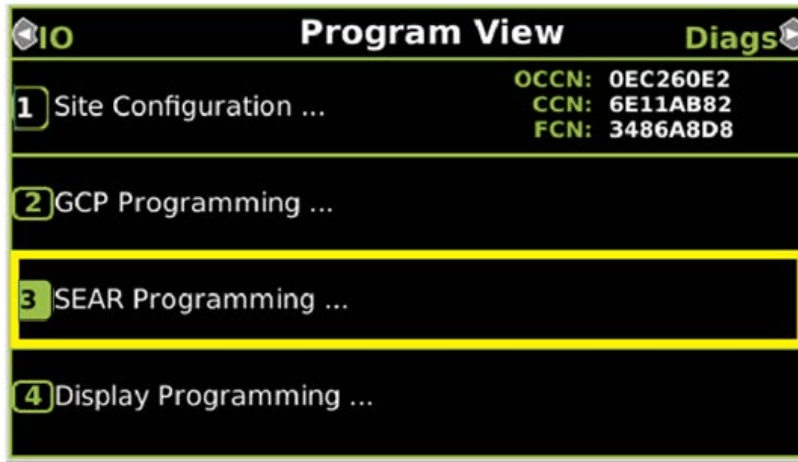 IO Program View Diags
OCCN: 0EC260E2
1 Site Configuration ... CCN: 6E11AB82
FCN: 3486A8D8
2 GCP Programming ...
3 SEAR Programming ...
4 Display Programming ...